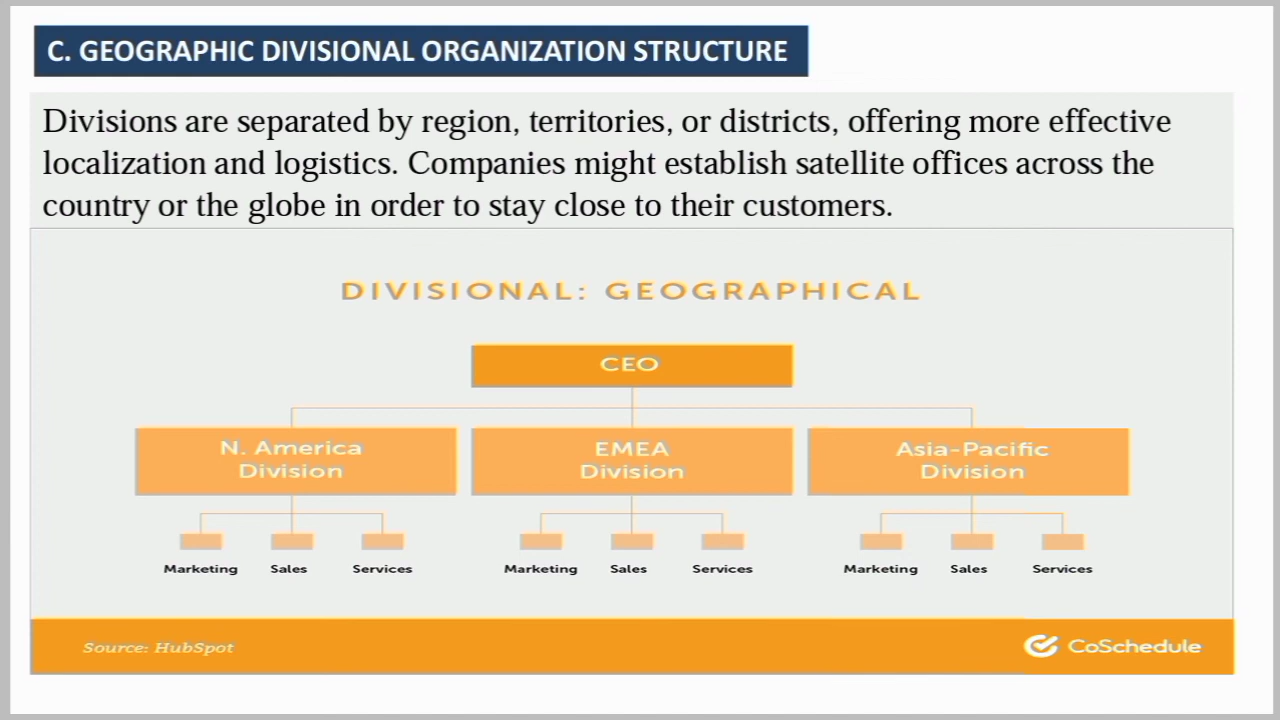 C. GEOGRAPHIC DIVISIONAL ORGANIZATION STRUCTURE
Divisions are separated by region, territories, or districts, offering more effective
localization and logistics. Companies might establish satellite offices across the
country or the globe in order to stay close to their customers.
DIVISIONAL: GEOGRAPHICAL
CEO
N. America
Division
EMEA
Division
Asia-Pacific
Division
Marketing Sales Services
Marketing Sales Services
Marketing Sales Services
Source: HubSpot
CoSchedule